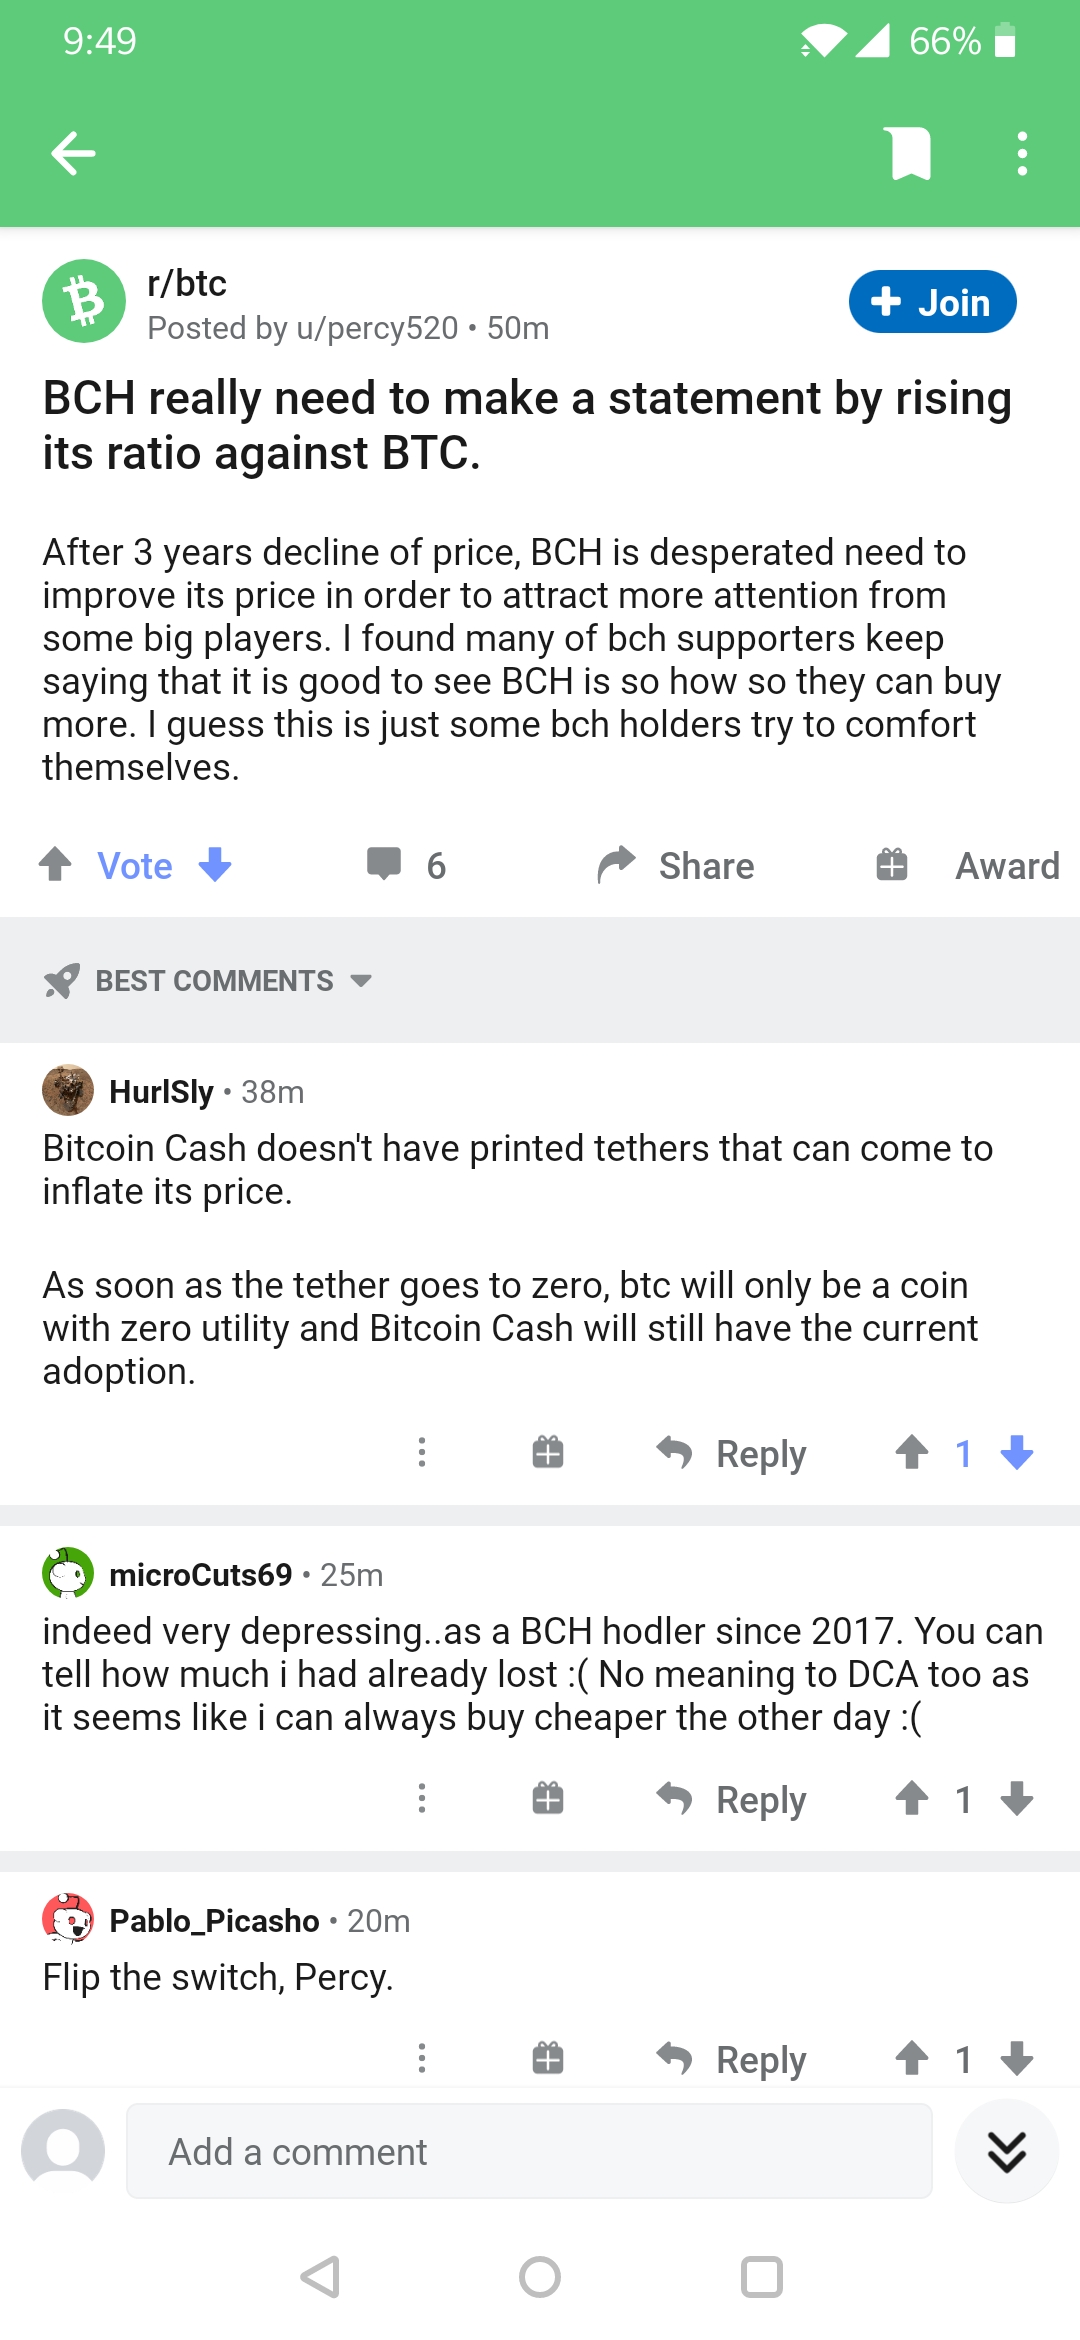 9:49
66%
r/btc
Posted by u/percy520 • 50m
+ Join
BCH really need to make a statement by rising
its ratio against BTC.
After 3 years decline of price, BCH is desperated need to
improve its price in order to attract more attention from
some big players. I found many of bch supporters keep
saying that it is good to see BCH is so how so they can buy
more. I guess this is just some bch holders try to comfort
themselves.
Vote
6
Share
Award
BEST COMMENTS
HurlSly • 38m
Bitcoin Cash doesn't have printed tethers that can come to
inflate its price.
As soon as the tether goes to zero, btc will only be a coin
with zero utility and Bitcoin Cash will still have the current
adoption.
Reply
1
microCuts69 • 25m
indeed very depressing..as a BCH hodler since 2017. You can
tell how much i had already lost :( No meaning to DCA too as
it seems like i can always buy cheaper the other day :(
Reply
1
Pablo_Picasho • 20m
Flip the switch, Percy.
Reply
1
Add a comment